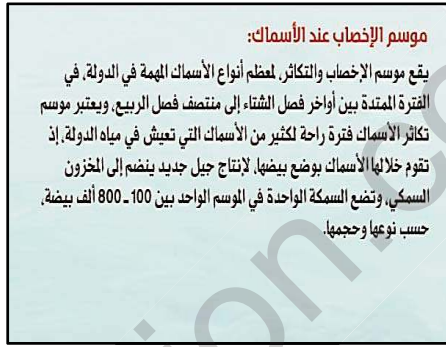 موسم الإخصاب عند الأسماك:
يقع موسم الإخصاب والتكاثر، لمعظم أنواع الأسماك المهمة في الدولة، في
الفترة الممتدة بين أواخر فصل الشتاء إلى منتصف فصل الربيع، ويعتبر موسم
تكاثر الأسماك فترة راحة لكثير من الأسماك التي تعيش في مياه الدولة، إذ
تقوم خلالها الأسماك بوضع بيضها، لإنتاج جيل جديد ينضم إلى المخزون
السمكي، وتضع السمكة الواحدة في الموسم الواحد بين 100 ـ 800 ألف بيضة،
حسب نوعها وحجمها.